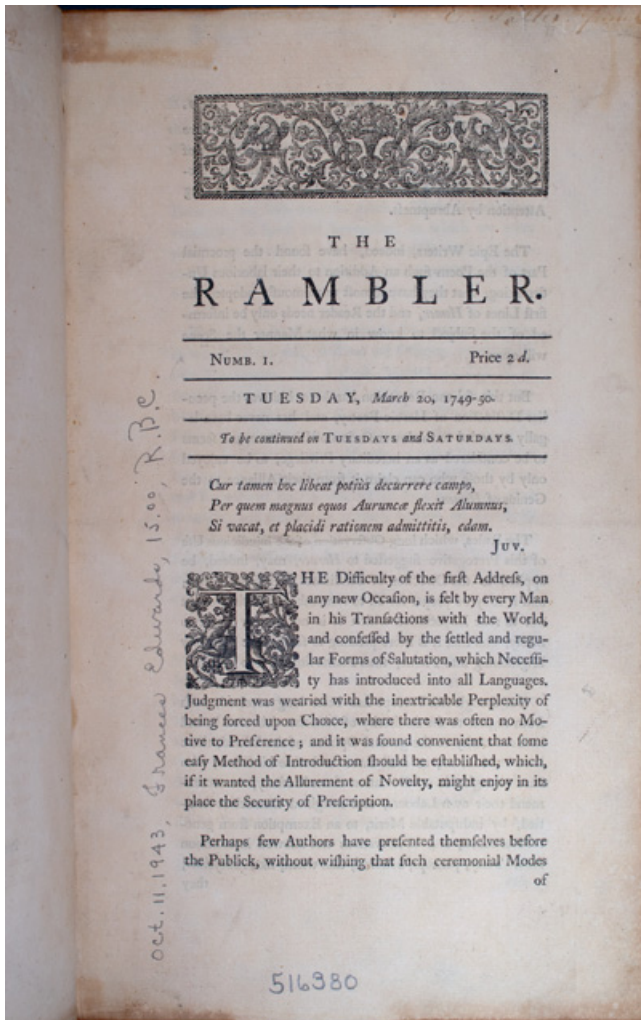 THE
RAMBLER.
NUMB. 1. Price 2 d.
TUESDAY, March 20, 1749-50.
To be continued on TUESDAYS and SATURDAYS.
Cur tamen hoc libeat potiùs decurrere campo,
Per quem magnus equos Auruncæ flexit Alumnus,
Si vacat, et placidi rationem admittitis, edam.
JUV.
THE Difficulty of the firſt Addreſs, on
any new Occaſion, is felt by every Man
in his Tranſactions with the World,
and confeſſed by the ſettled and regu-
lar Forms of Salutation, which Neceſſi-
ty has introduced into all Languages.
Judgment was wearied with the inextricable Perplexity of
being forced upon Choice, where there was often no Mo-
tive to Preference ; and it was found convenient that ſome
eaſy Method of Introduction ſhould be eſtabliſhed, which,
if it wanted the Allurement of Novelty, might enjoy in its
place the Security of Preſcription.
Perhaps few Authors have preſented themſelves before
the Publick, without wiſhing that ſuch ceremonial Modes
of
Oct. 11. 1943, Frances Edwards, 15.00, R.B.C.
516380